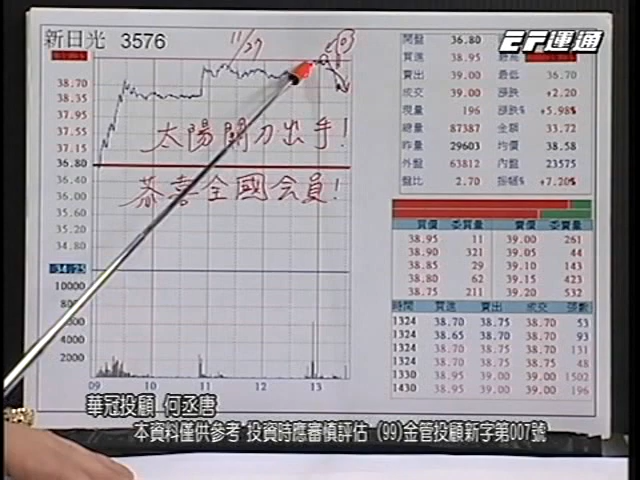 EF運通
新日光 3576
11/27
39.35
38.70
38.35
37.95
37.55
37.15
36.80
36.40
36.00
35.60
35.20
34.80
34.25
10000
8000
6000
4000
2000
09 10 11 12 13
太陽開刀出手!
恭喜全國会員!
開盤 36.80
買進 38.95 最高
賣出 39.00 最低 36.70
成交 39.00 漲跌 +2.20
現量 196 漲跌% +5.98%
總量 87387 金額 33.72
昨量 29603 均價 38.58
外盤 63812 內盤 23575
盤比 2.70 振幅% +7.20%
買價 委買量 賣價 委賣量
38.95 11 39.00 261
38.90 321 39.05 44
38.85 29 39.10 143
38.80 62 39.15 423
38.75 211 39.20 532
時間 買進 賣出 成交 張數
1324 38.70 38.75 38.70 53
1324 38.65 38.70 38.70 93
1324 38.70 38.75 38.70 131
1324 38.70 38.75 38.75 48
1330 38.95 39.00 39.00 1502
1430 38.95 39.00 39.00 196
華冠投顧 何丞唐
本資料僅供參考 投資時應審慎評估 (99)金管投顧新字第007號